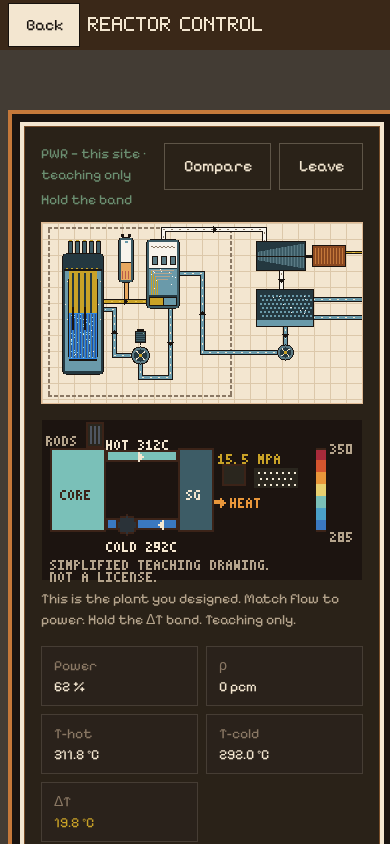 Back
REACTOR CONTROL
PWR - this site ·
teaching only
Hold the band
Compare
Leave
RODS
HOT 312C
15.5 MPA
350
CORE
SG
HEAT
285
COLD 292C
SIMPLIFIED TEACHING DRAWING.
NOT A LICENSE.
This is the plant you designed. Match flow to
power. Hold the ΔT band. Teaching only.
Power
62 %
ρ
0 pcm
T-hot
311.8 °C
T-cold
292.0 °C
ΔT
19.8 °C